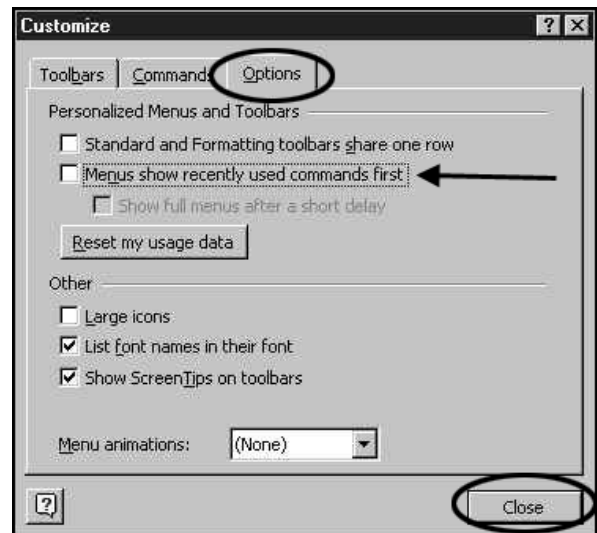 Customize
Toolbars Commands Options
Personalized Menus and Toolbars
Standard and Formatting toolbars share one row
Menus show recently used commands first
Show full menus after a short delay
Reset my usage data
Other
Large icons
List font names in their font
Show ScreenTips on toolbars
Menu animations: (None)
Close